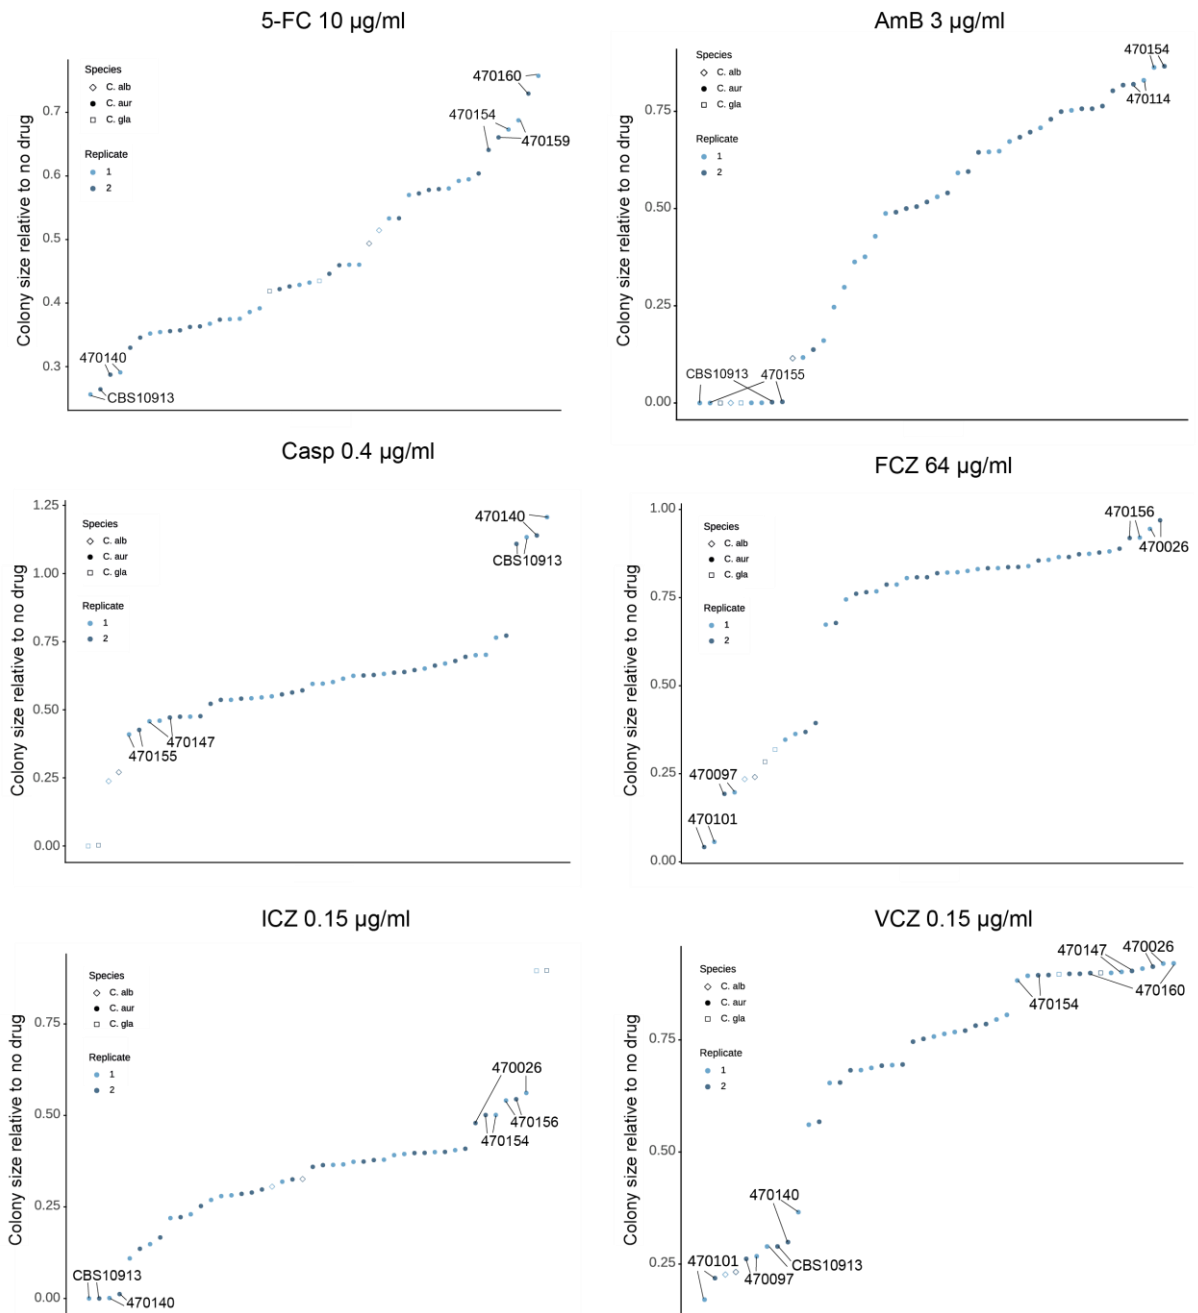 5-FC 10 µg/ml
Colony size relative to no drug
0.7
0.6
0.5
0.4
0.3
Species
C. alb
C. aur
C. gla
Replicate
1
2
470160
470154
470159
470140
CBS10913
AmB 3 µg/ml
Colony size relative to no drug
0.75
0.50
0.25
0.00
Species
C. alb
C. aur
C. gla
Replicate
1
2
470154
470114
CBS10913
470155
Casp 0.4 µg/ml
Colony size relative to no drug
1.25
1.00
0.75
0.50
0.25
0.00
Species
C. alb
C. aur
C. gla
Replicate
1
2
470140
CBS10913
470147
470155
FCZ 64 µg/ml
Colony size relative to no drug
1.00
0.75
0.50
0.25
0.00
Species
C. alb
C. aur
C. gla
Replicate
1
2
470156
470026
470097
470101
ICZ 0.15 µg/ml
Colony size relative to no drug
0.75
0.50
0.25
0.00
Species
C. alb
C. aur
C. gla
Replicate
1
2
470026
470156
470154
CBS10913
470140
VCZ 0.15 µg/ml
Colony size relative to no drug
0.75
0.50
0.25
Species
C. alb
C. aur
C. gla
Replicate
1
2
470147
470026
470160
470154
470140
470101
CBS10913
470097